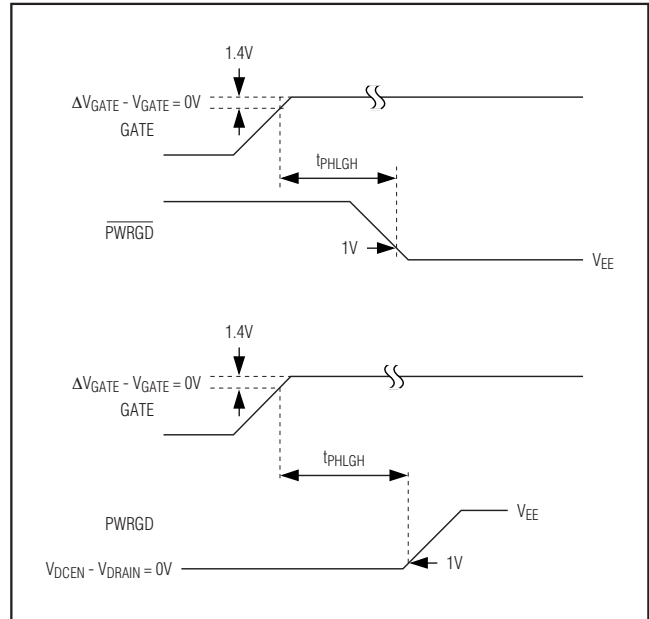 1.4V
ΔVGATE - VGATE = 0V
GATE
tPHLGH
PWRGD
1V
VEE
1.4V
ΔVGATE - VGATE = 0V
GATE
tPHLGH
PWRGD
VEE
VDCEN - VDRAIN = 0V
1V